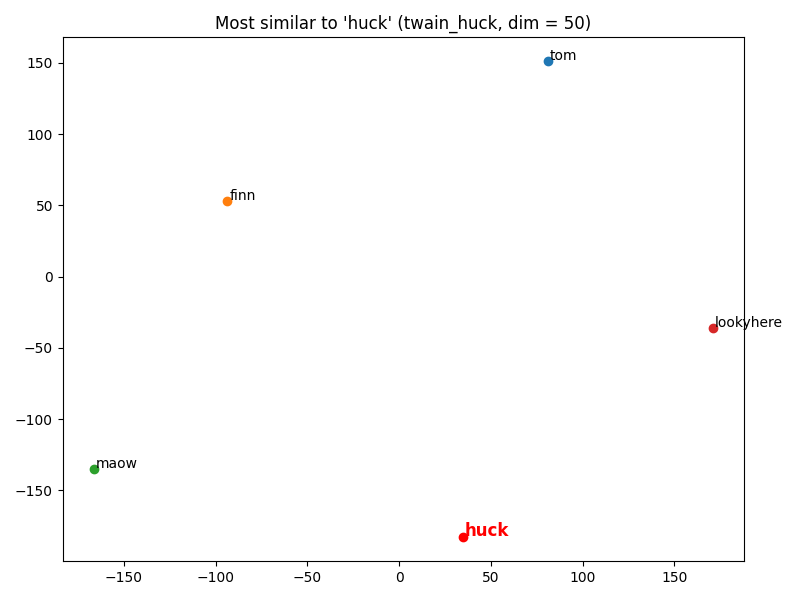 Most similar to 'huck' (twain_huck, dim = 50)
150
tom
100
50
finn
0
lookyhere
−50
−100
maow
−150
huck
−150 −100 −50 0 50 100 150